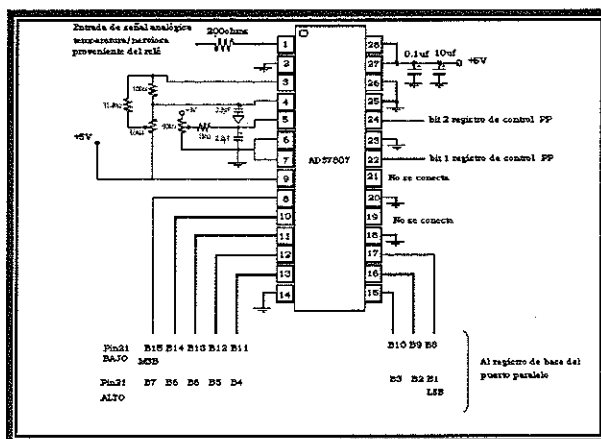 Entrada de señal analógica
temperatura/nerviosa
proveniente del relé
200ohms
+5V
1
2
3
4
5
6
7
9
8
10
11
12
13
14
ADS7807
28
27
26
25
24
23
22
21
20
19
18
17
16
15
0.1uf 10uf
+5V
bit 2 registro de control PP
bit 1 registro de control PP
No se conecta
No se conecta
Pin21 BAJO
B15 B14 B13 B12 B11
MSB
Pin21 ALTO
B7 B6 B6 B5 B4
B10 B9 B8
B3 B2 B1
LSB
Al registro de base del
puerto paralelo